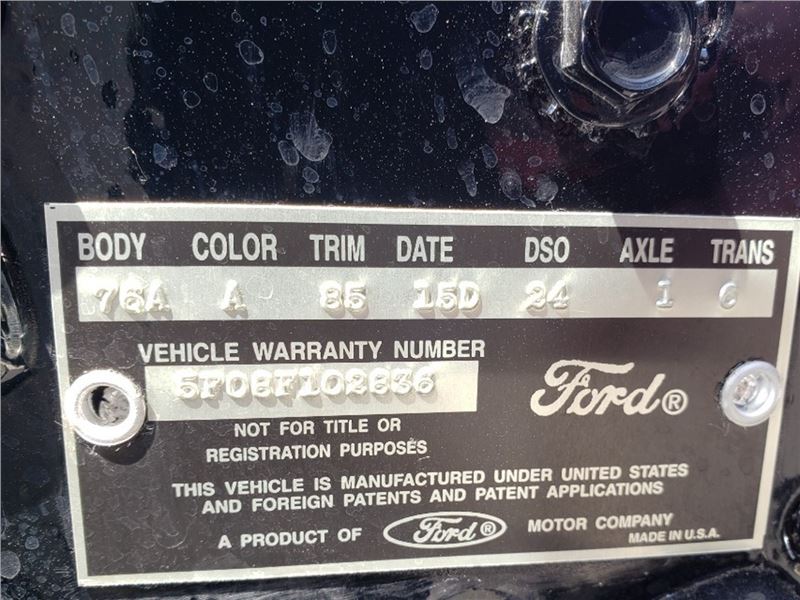 BODY COLOR TRIM DATE DSO AXLE TRANS
76A A 85 15D 24 1 6
VEHICLE WARRANTY NUMBER
5F08F102836
Ford®
NOT FOR TITLE OR
REGISTRATION PURPOSES
THIS VEHICLE IS MANUFACTURED UNDER UNITED STATES
AND FOREIGN PATENTS AND PATENT APPLICATIONS
A PRODUCT OF Ford® MOTOR COMPANY
MADE IN U.S.A.